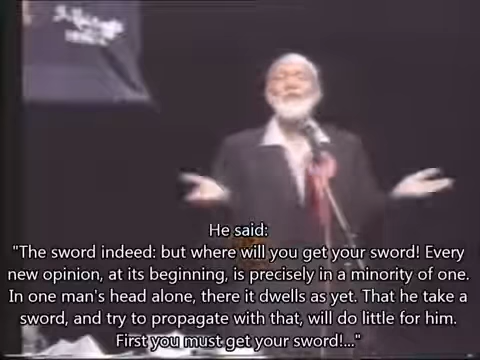 He said:
"The sword indeed: but where will you get your sword! Every
new opinion, at its beginning, is precisely in a minority of one.
In one man's head alone, there it dwells as yet. That he take a
sword, and try to propagate with that, will do little for him.
First you must get your sword!..."